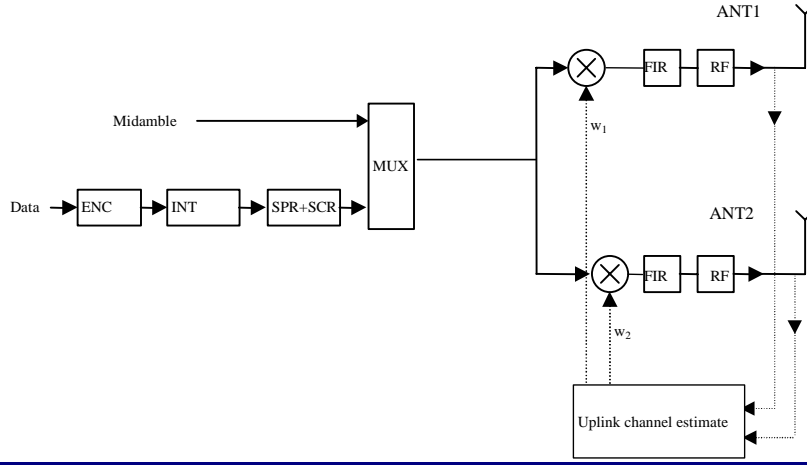 ANT1
FIR
RF
Midamble
w1
MUX
Data
ENC
INT
SPR+SCR
ANT2
FIR
RF
w2
Uplink channel estimate